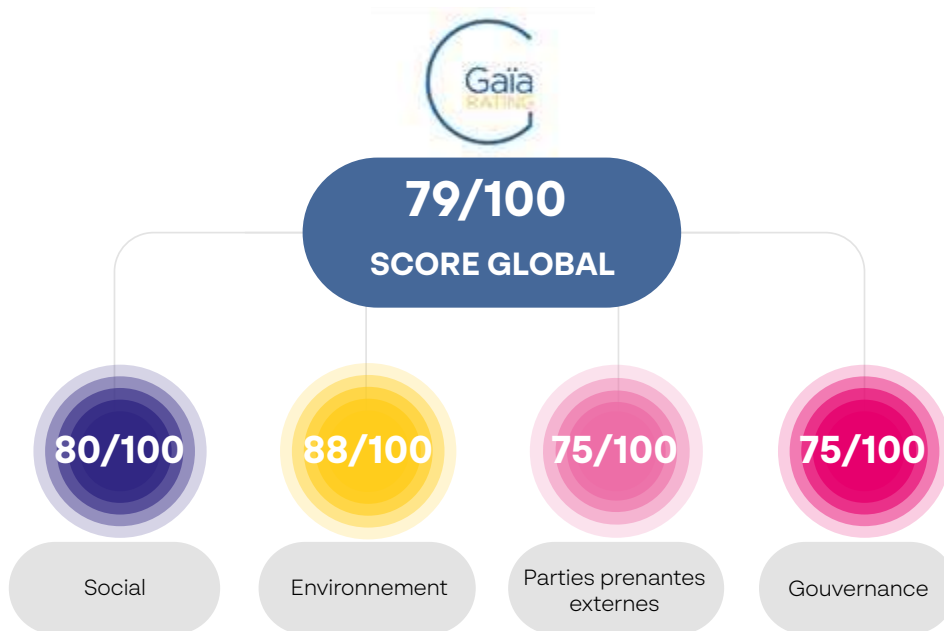 Gaïa
RATING
79/100
SCORE GLOBAL
80/100
88/100
75/100
75/100
Social
Environnement
Parties prenantes
externes
Gouvernance